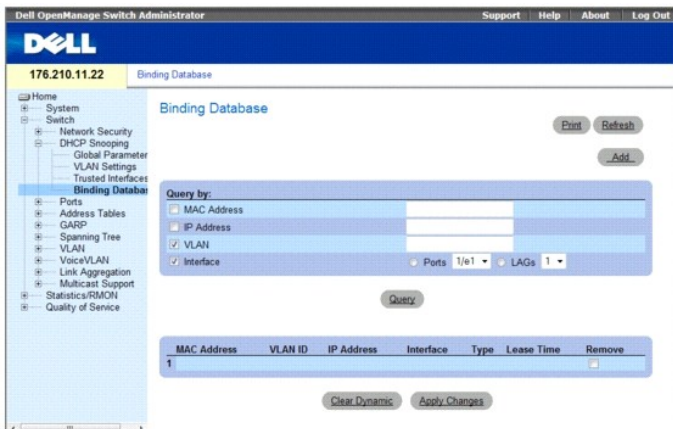 Dell OpenManage Switch Administrator
Support Help About Log Out
DELL
176.210.11.22
Binding Database
Home
System
Switch
Network Security
DHCP Snooping
Global Parameter
VLAN Settings
Trusted Interfaces
Binding Databas
Ports
Address Tables
GARP
Spanning Tree
VLAN
VoiceVLAN
Link Aggregation
Multicast Support
Statistics/RMON
Quality of Service
Binding Database
Print Refresh
Add
Query by:
MAC Address
IP Address
VLAN
Interface Ports 1/e1 LAGs 1
Query
MAC Address VLAN ID IP Address Interface Type Lease Time Remove
1
Clear Dynamic Apply Changes